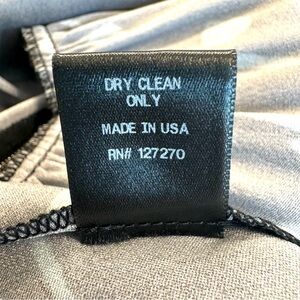 DRY CLEAN
ONLY
MADE IN USA
RN# 127270